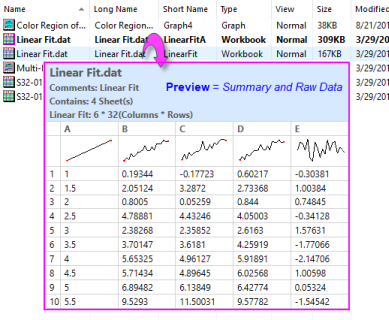 Name Long Name Short Name Type View Size Modified
Color Region of... Color Region... Graph4 Graph Normal 38KB 8/21/201
Linear Fit.dat Linear Fit.dat LinearFitA Workbook Normal 309KB 3/29/201
Linear Fit.dat Linear Fit.dat LinearFit Workbook Normal 167KB 3/29/201
3/29/201
S32-01 3/29/201
S32-01 3/29/201
Linear Fit.dat
Comments: Linear Fit
Preview = Summary and Raw Data
Contains: 4 Sheet(s)
Linear Fit: 6 * 32(Columns * Rows)
A B C D E
1 1 0.19344 -0.17723 0.60217 -0.30381
2 1.5 2.05124 3.2872 2.73368 1.00384
3 2 0.8005 0.05259 0.844 0.74845
4 2.5 4.78881 4.43246 4.05003 -0.34128
5 3 2.38268 2.35852 2.6163 1.57631
6 3.5 3.70147 3.6181 4.25919 -1.77066
7 4 5.65325 4.96127 5.91891 -2.14706
8 4.5 5.71434 4.89645 6.02568 1.00598
9 5 6.89482 6.13849 6.42774 0.05324
10 5.5 9.5293 11.50031 9.57782 -1.54542